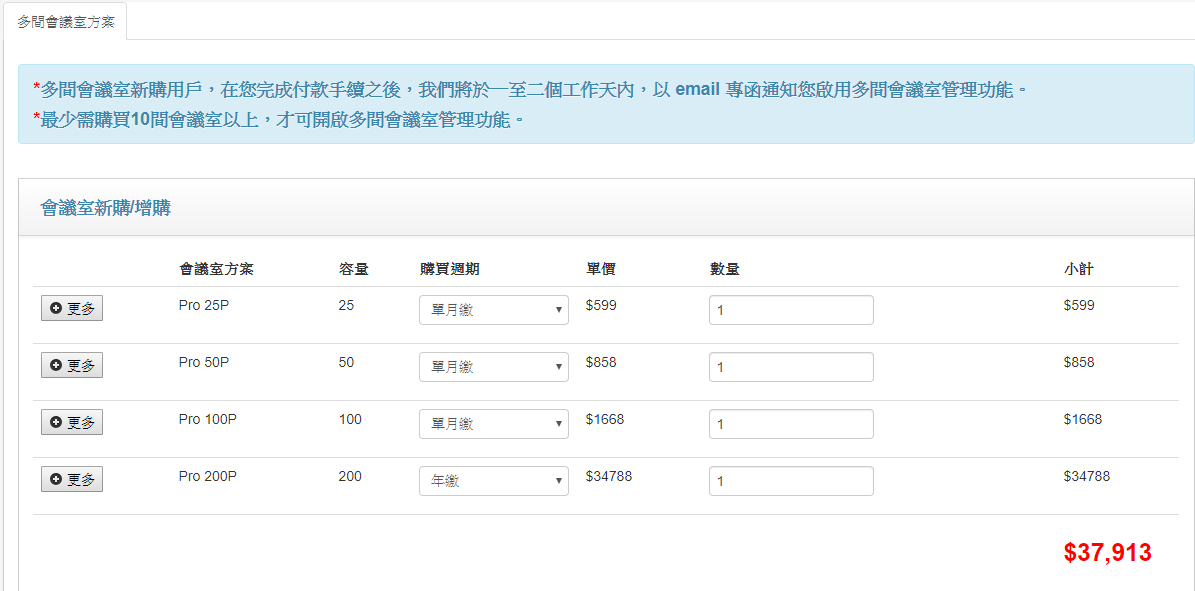 多間會議室方案
*多間會議室新購用戶，在您完成付款手續之後，我們將於一至二個工作天內，以 email 專函通知您啟用多間會議室管理功能。
*最少需購買10間會議室以上，才可開啟多間會議室管理功能。
會議室新購/增購
會議室方案 容量 購買週期 單價 數量 小計
更多 Pro 25P 25 單月繳 $599 1 $599
更多 Pro 50P 50 單月繳 $858 1 $858
更多 Pro 100P 100 單月繳 $1668 1 $1668
更多 Pro 200P 200 年繳 $34788 1 $34788
$37,913